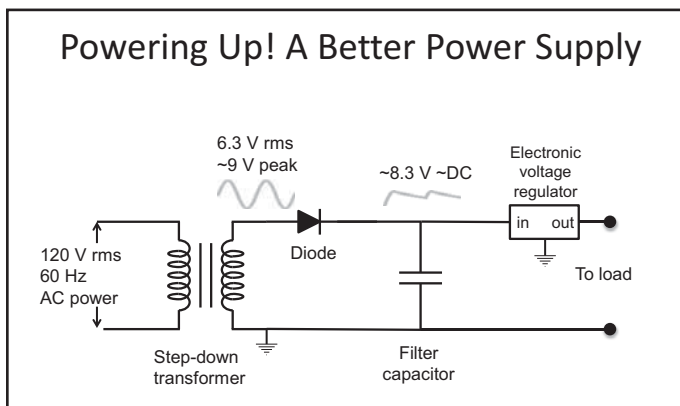 Powering Up! A Better Power Supply
6.3 V rms
~9 V peak
~8.3 V ~DC
Electronic
voltage
regulator
in out
Diode
120 V rms
60 Hz
AC power
To load
Step-down
transformer
Filter
capacitor